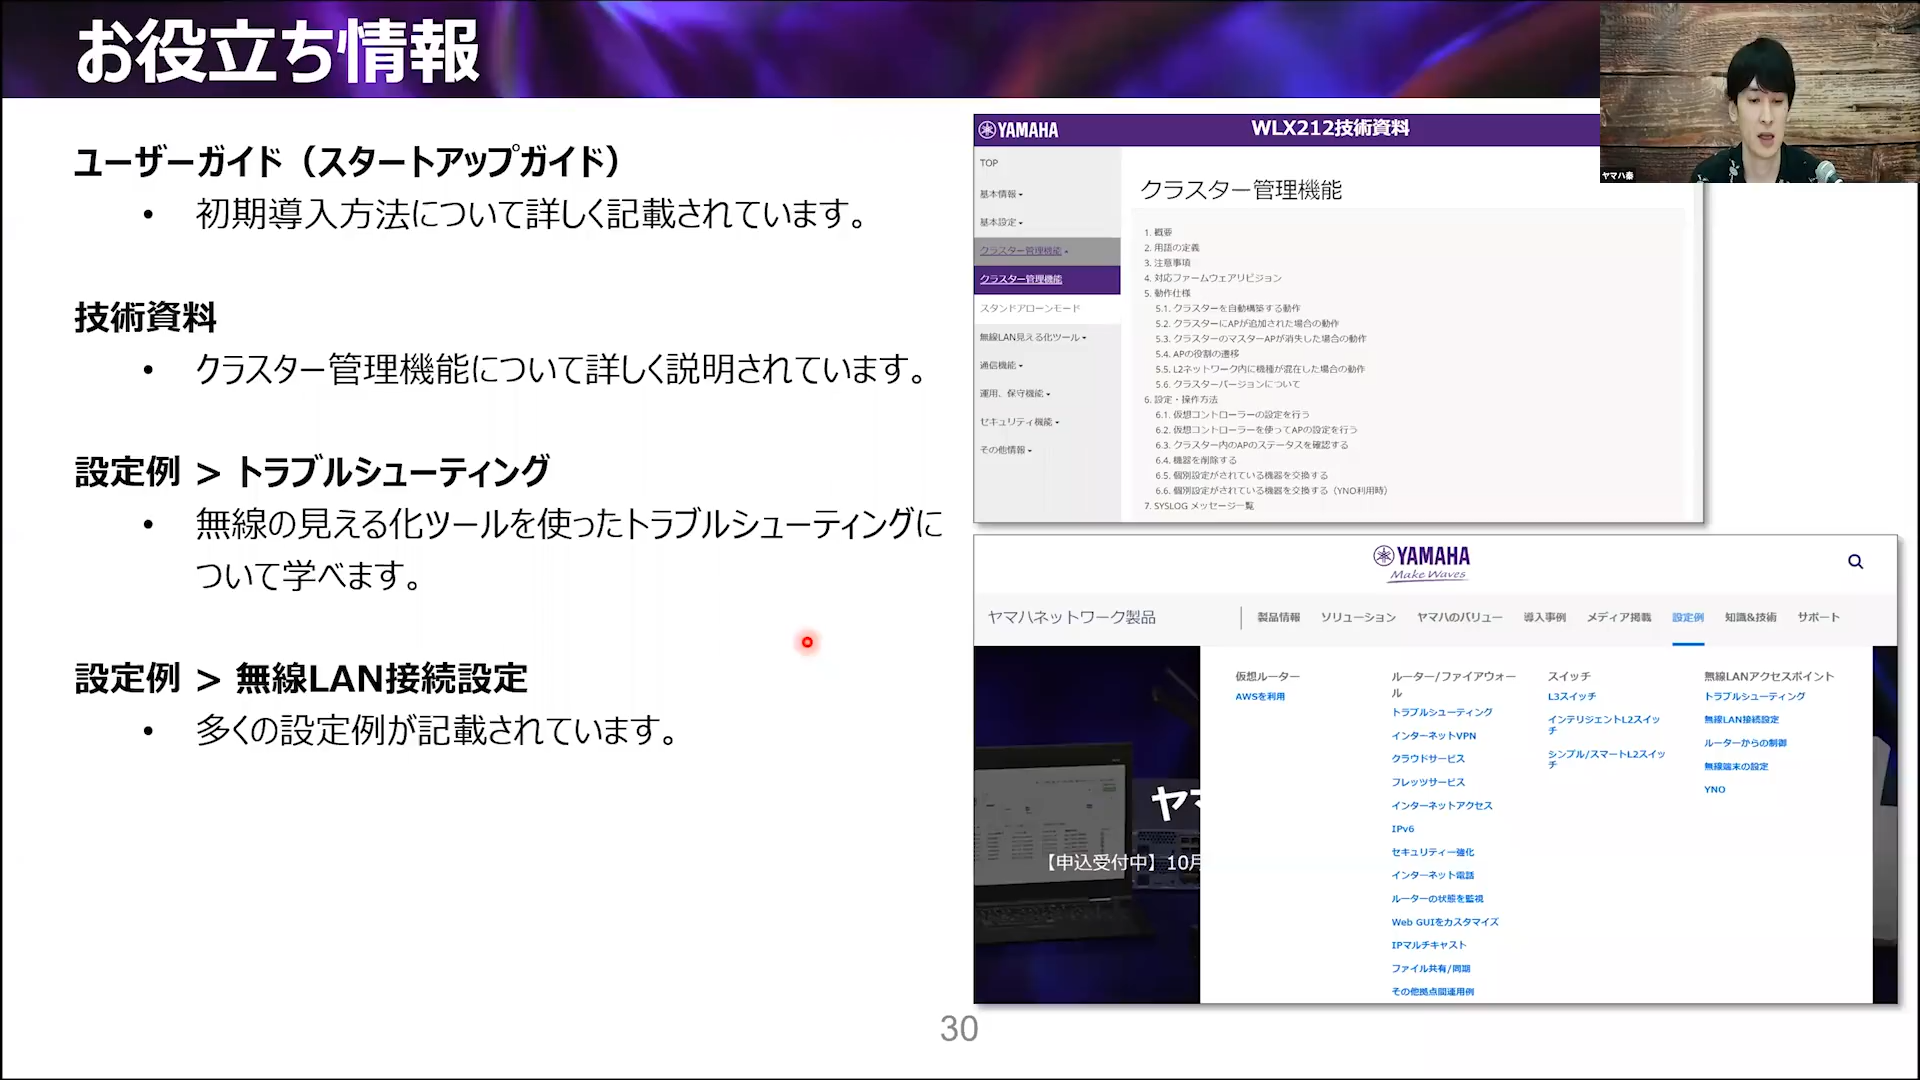 お役立ち情報
ユーザーガイド（スタートアップガイド）
• 初期導入方法について詳しく記載されています。
技術資料
• クラスター管理機能について詳しく説明されています。
設定例 > トラブルシューティング
• 無線の見える化ツールを使ったトラブルシューティングに
ついて学べます。
設定例 > 無線LAN接続設定
• 多くの設定例が記載されています。
YAMAHA
WLX212技術資料
TOP
基本情報
基本設定
クラスター管理機能
クラスター管理機能
スタンドアローンモード
無線LAN見える化ツール
通信機能
運用、保守機能
セキュリティ機能
その他情報
クラスター管理機能
1. 概要
2. 用語の定義
3. 注意事項
4. 対応ファームウェアリビジョン
5. 動作仕様
5.1. クラスターを自動構築する動作
5.2. クラスターにAPが追加された場合の動作
5.3. クラスターのマスターAPが消失した場合の動作
5.4. APの役割の遷移
5.5. L2ネットワーク内に機種が混在した場合の動作
5.6. クラスターバージョンについて
6. 設定・操作方法
6.1. 仮想コントローラーの設定を行う
6.2. 仮想コントローラーを使ってAPの設定を行う
6.3. クラスター内のAPのステータスを確認する
6.4. 機器を削除する
6.5. 個別設定がされている機器を交換する
6.6. 個別設定がされている機器を交換する（YNO利用時）
7. SYSLOG メッセージ一覧
ヤマハ秦
YAMAHA
Make Waves
ヤマハネットワーク製品
製品情報 ソリューション ヤマハのバリュー 導入事例 メディア掲載 設定例 知識&技術 サポート
仮想ルーター
AWSを利用
ルーター/ファイアウォー
ル
トラブルシューティング
インターネットVPN
クラウドサービス
フレッツサービス
インターネットアクセス
IPv6
セキュリティー強化
インターネット電話
ルーターの状態を監視
Web GUIをカスタマイズ
IPマルチキャスト
ファイル共有/同期
その他拠点間運用例
スイッチ
L3スイッチ
インテリジェントL2スイッ
チ
シンプル/スマートL2スイッ
チ
無線LANアクセスポイント
トラブルシューティング
無線LAN接続設定
ルーターからの制御
無線端末の設定
YNO
ヤマ
【申込受付中】10月
30